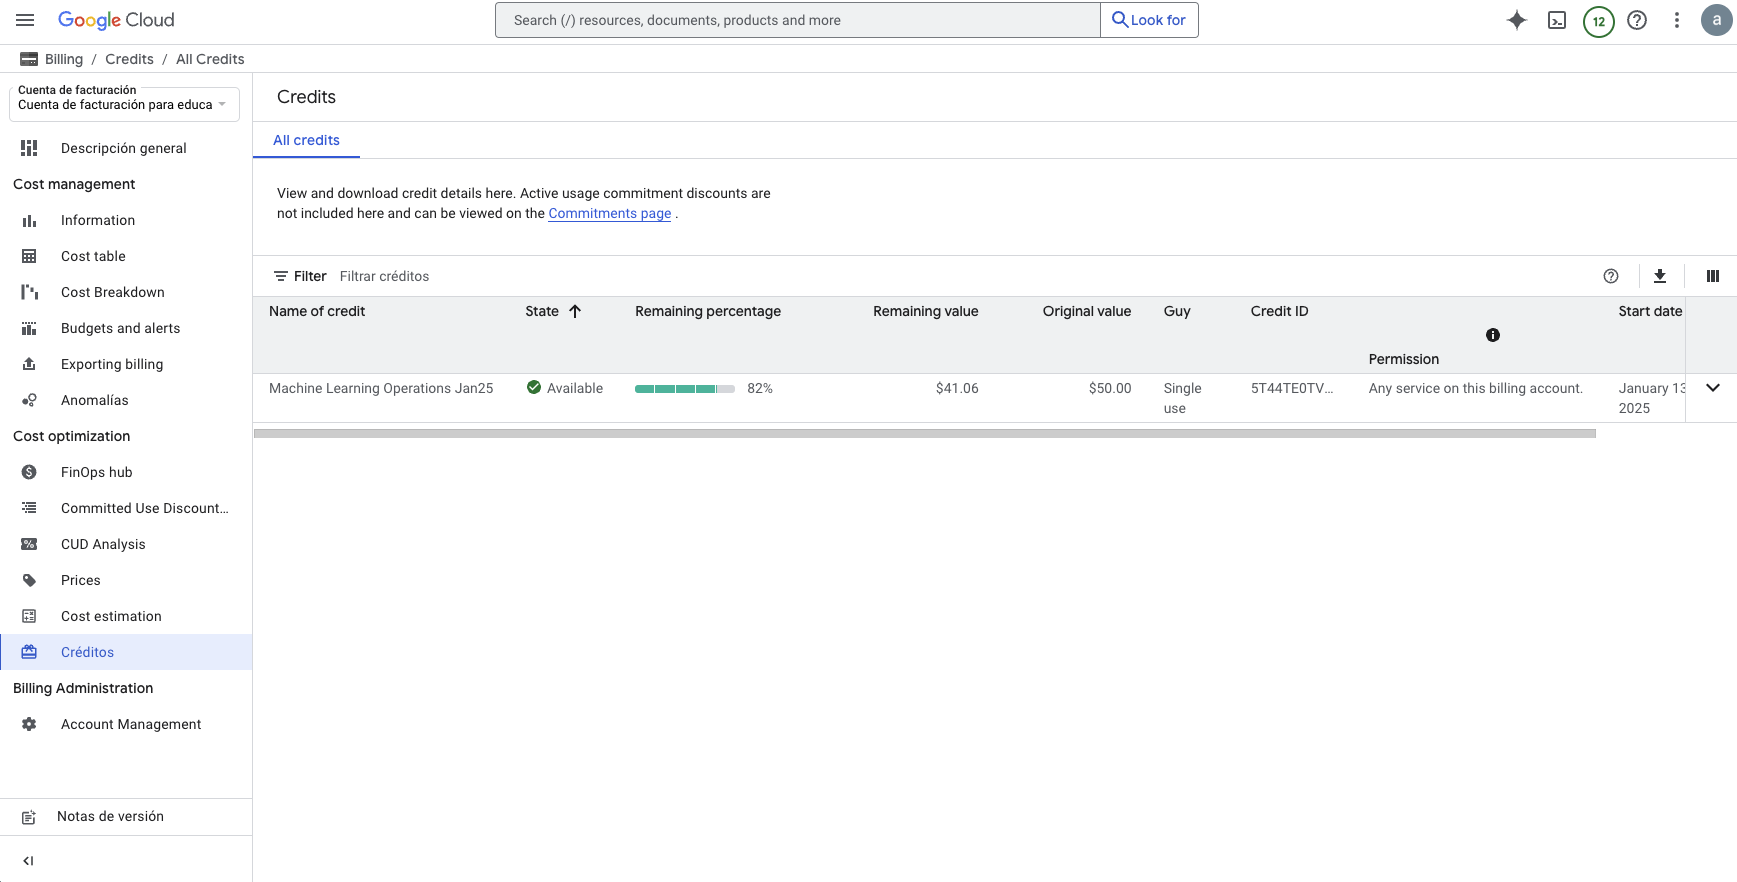 Google Cloud
Search (/) resources, documents, products and more
Look for
12
a
Billing / Credits / All Credits
Cuenta de facturación
Cuenta de facturación para educa
Descripción general
Cost management
Information
Cost table
Cost Breakdown
Budgets and alerts
Exporting billing
Anomalías
Cost optimization
FinOps hub
Committed Use Discount...
CUD Analysis
Prices
Cost estimation
Créditos
Billing Administration
Account Management
Notas de versión
Credits
All credits
View and download credit details here. Active usage commitment discounts are
not included here and can be viewed on the Commitments page .
Filter Filtrar créditos
Name of credit State Remaining percentage Remaining value Original value Guy Credit ID Permission Start date
Machine Learning Operations Jan25 Available 82% $41.06 $50.00 Single 5T44TE0TV... Any service on this billing account. January 13
use 2025